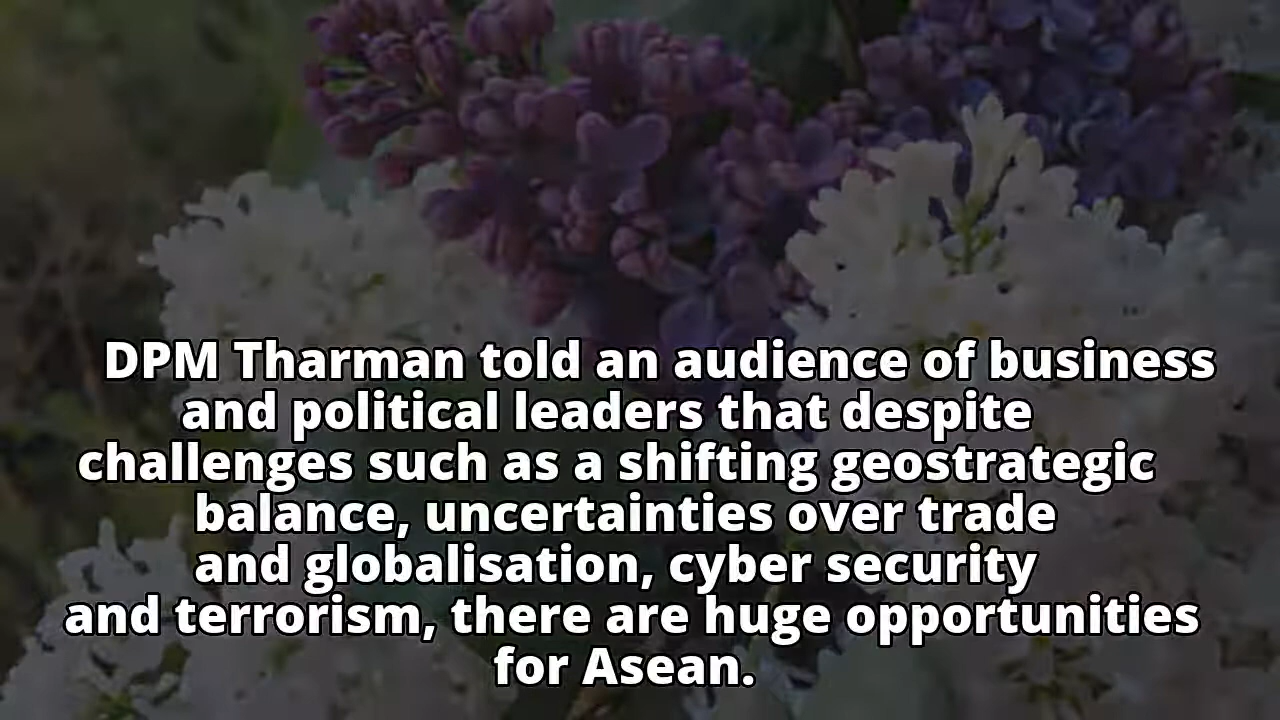 DPM Tharman told an audience of business
and political leaders that despite
challenges such as a shifting geostrategic
balance, uncertainties over trade
and globalisation, cyber security
and terrorism, there are huge opportunities
for Asean.